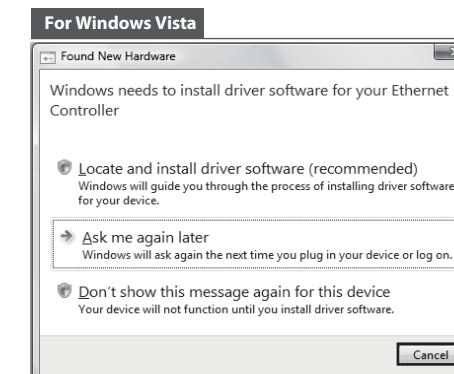 For Windows Vista
Found New Hardware
Windows needs to install driver software for your Ethernet
Controller
Locate and install driver software (recommended)
Windows will guide you through the process of installing driver software
for your device.
Ask me again later
Windows will ask again the next time you plug in your device or log on.
Don't show this message again for this device
Your device will not function until you install driver software.
Cancel